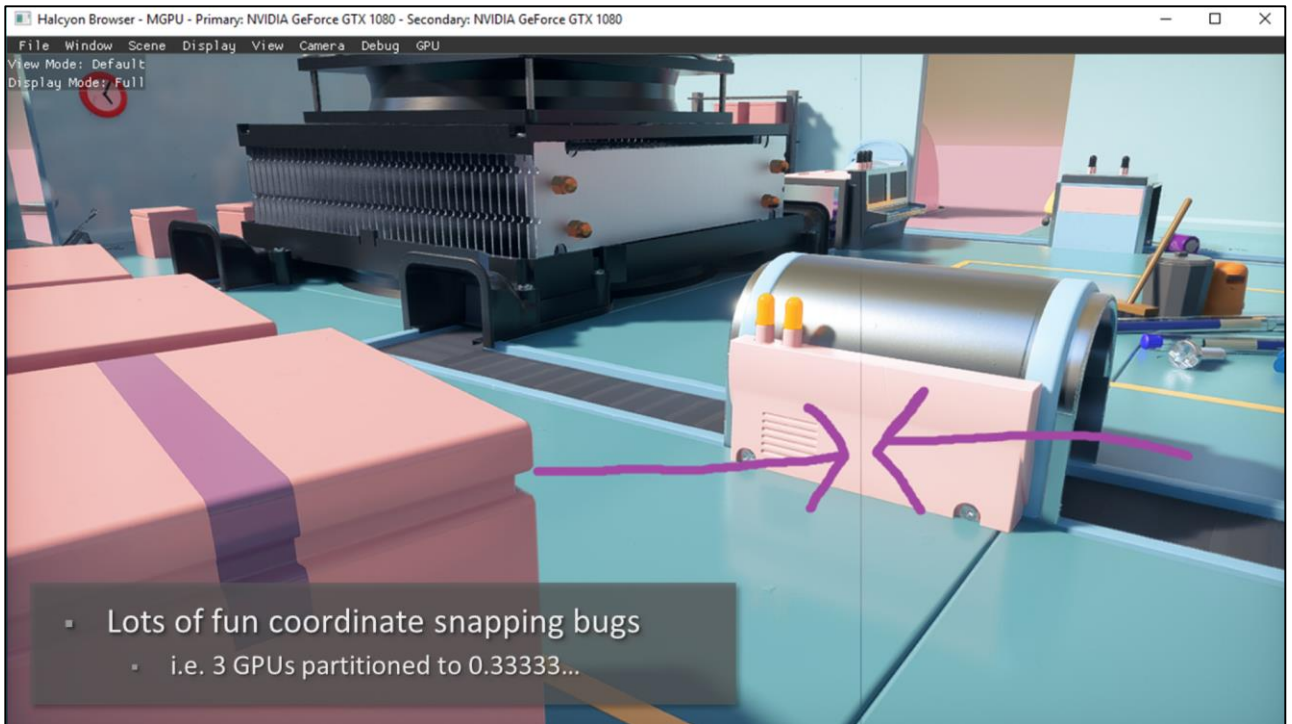 Halcyon Browser - MGPU - Primary: NVIDIA GeForce GTX 1080 - Secondary: NVIDIA GeForce GTX 1080
File Window Scene Display View Camera Debug GPU
View Mode: Default
Display Mode: Full
▪ Lots of fun coordinate snapping bugs
▪ i.e. 3 GPUs partitioned to 0.33333...